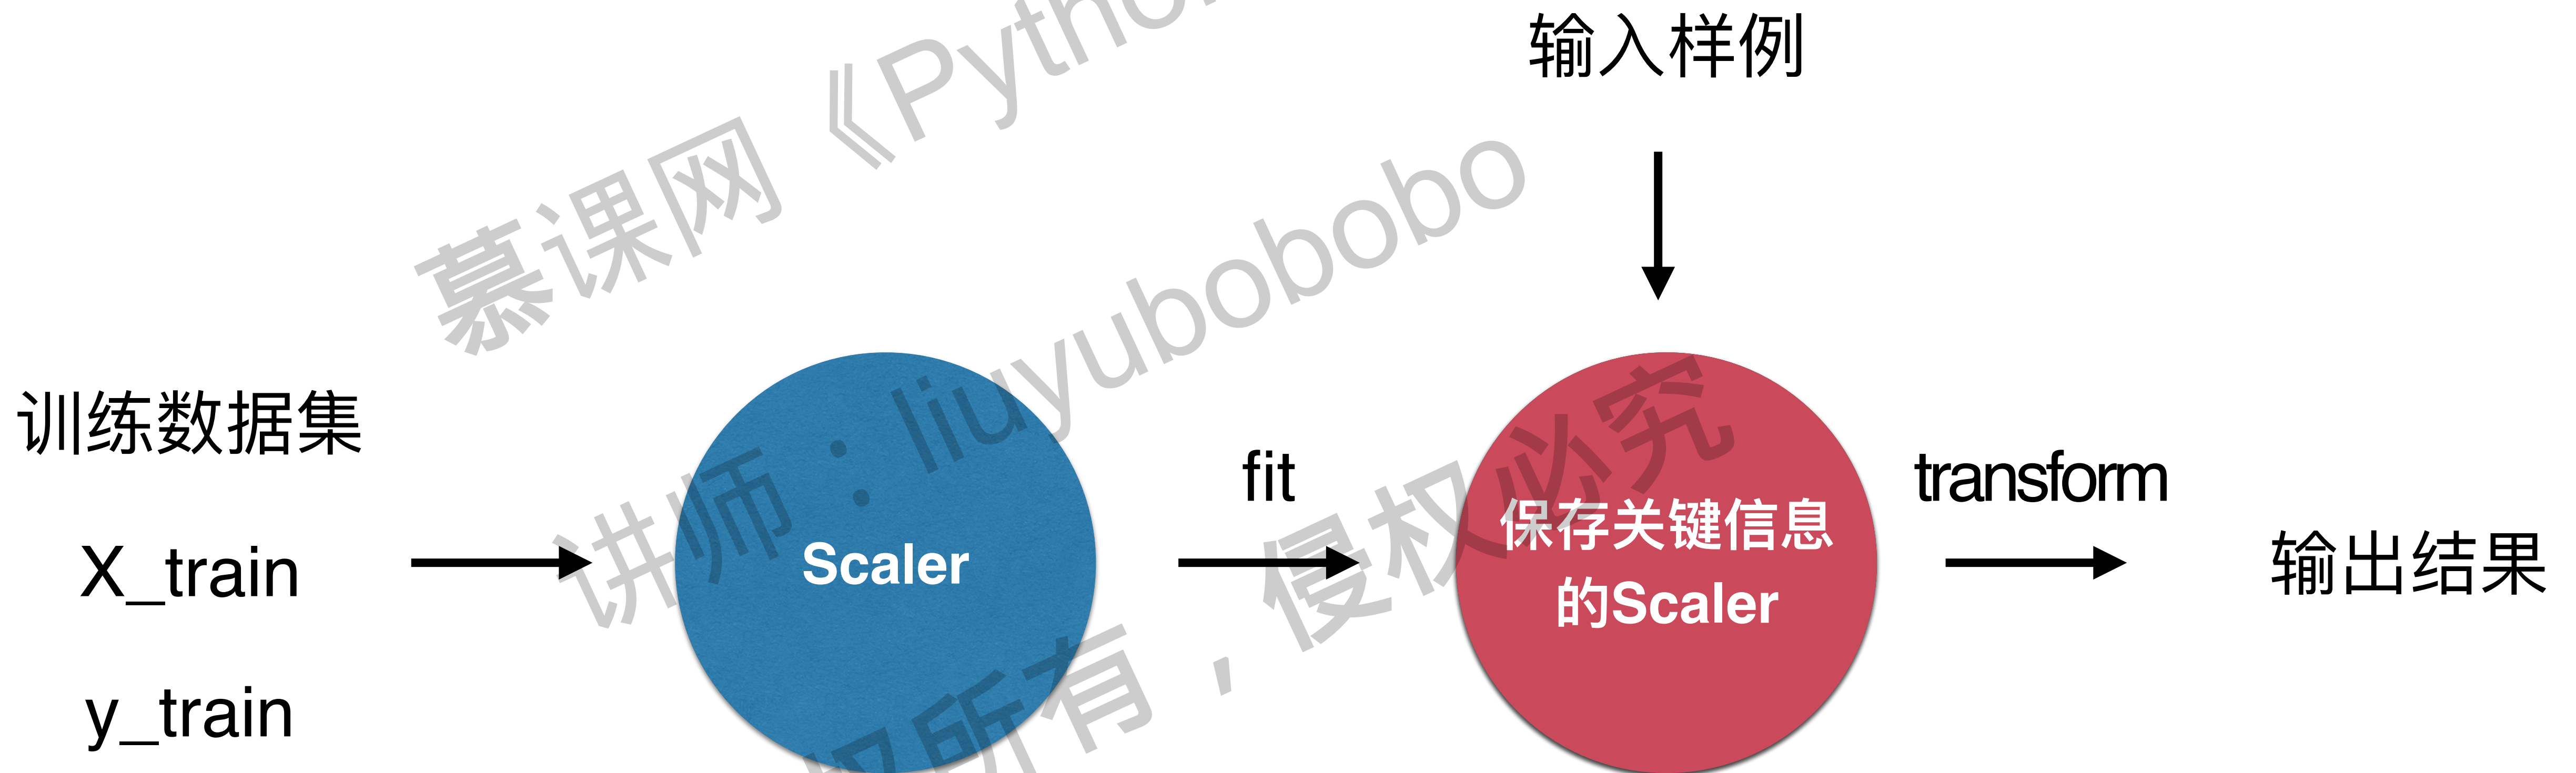 输入样例
训练数据集
X_train
y_train
Scaler
fit
保存关键信息
的Scaler
transform
输出结果
慕课网《Python
讲师：liuyubobobo
权所有，侵权必究